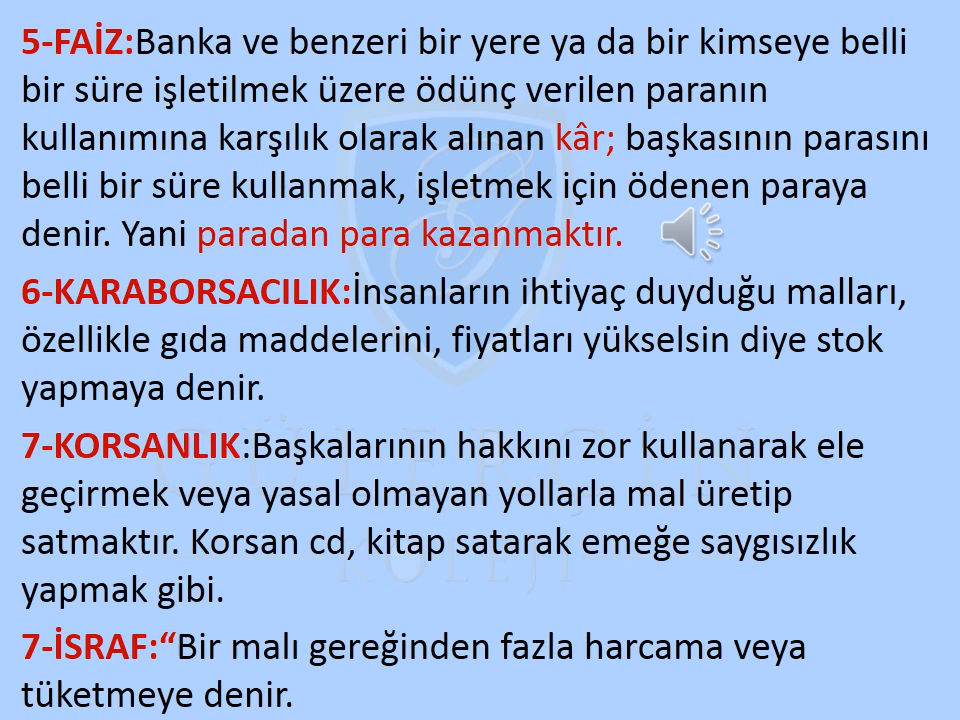 5-FAİZ:Banka ve benzeri bir yere ya da bir kimseye belli
bir süre işletilmek üzere ödünç verilen paranın
kullanımına karşılık olarak alınan kâr; başkasının parasını
belli bir süre kullanmak, işletmek için ödenen paraya
denir. Yani paradan para kazanmaktır.
6-KARABORSACILIK:İnsanların ihtiyaç duyduğu malları,
özellikle gıda maddelerini, fiyatları yükselsin diye stok
yapmaya denir.
7-KORSANLIK:Başkalarının hakkını zor kullanarak ele
geçirmek veya yasal olmayan yollarla mal üretip
satmaktır. Korsan cd, kitap satarak emeğe saygısızlık
yapmak gibi.
7-İSRAF:“Bir malı gereğinden fazla harcama veya
tüketmeye denir.
GÜLERÇİN
KOLEJİ